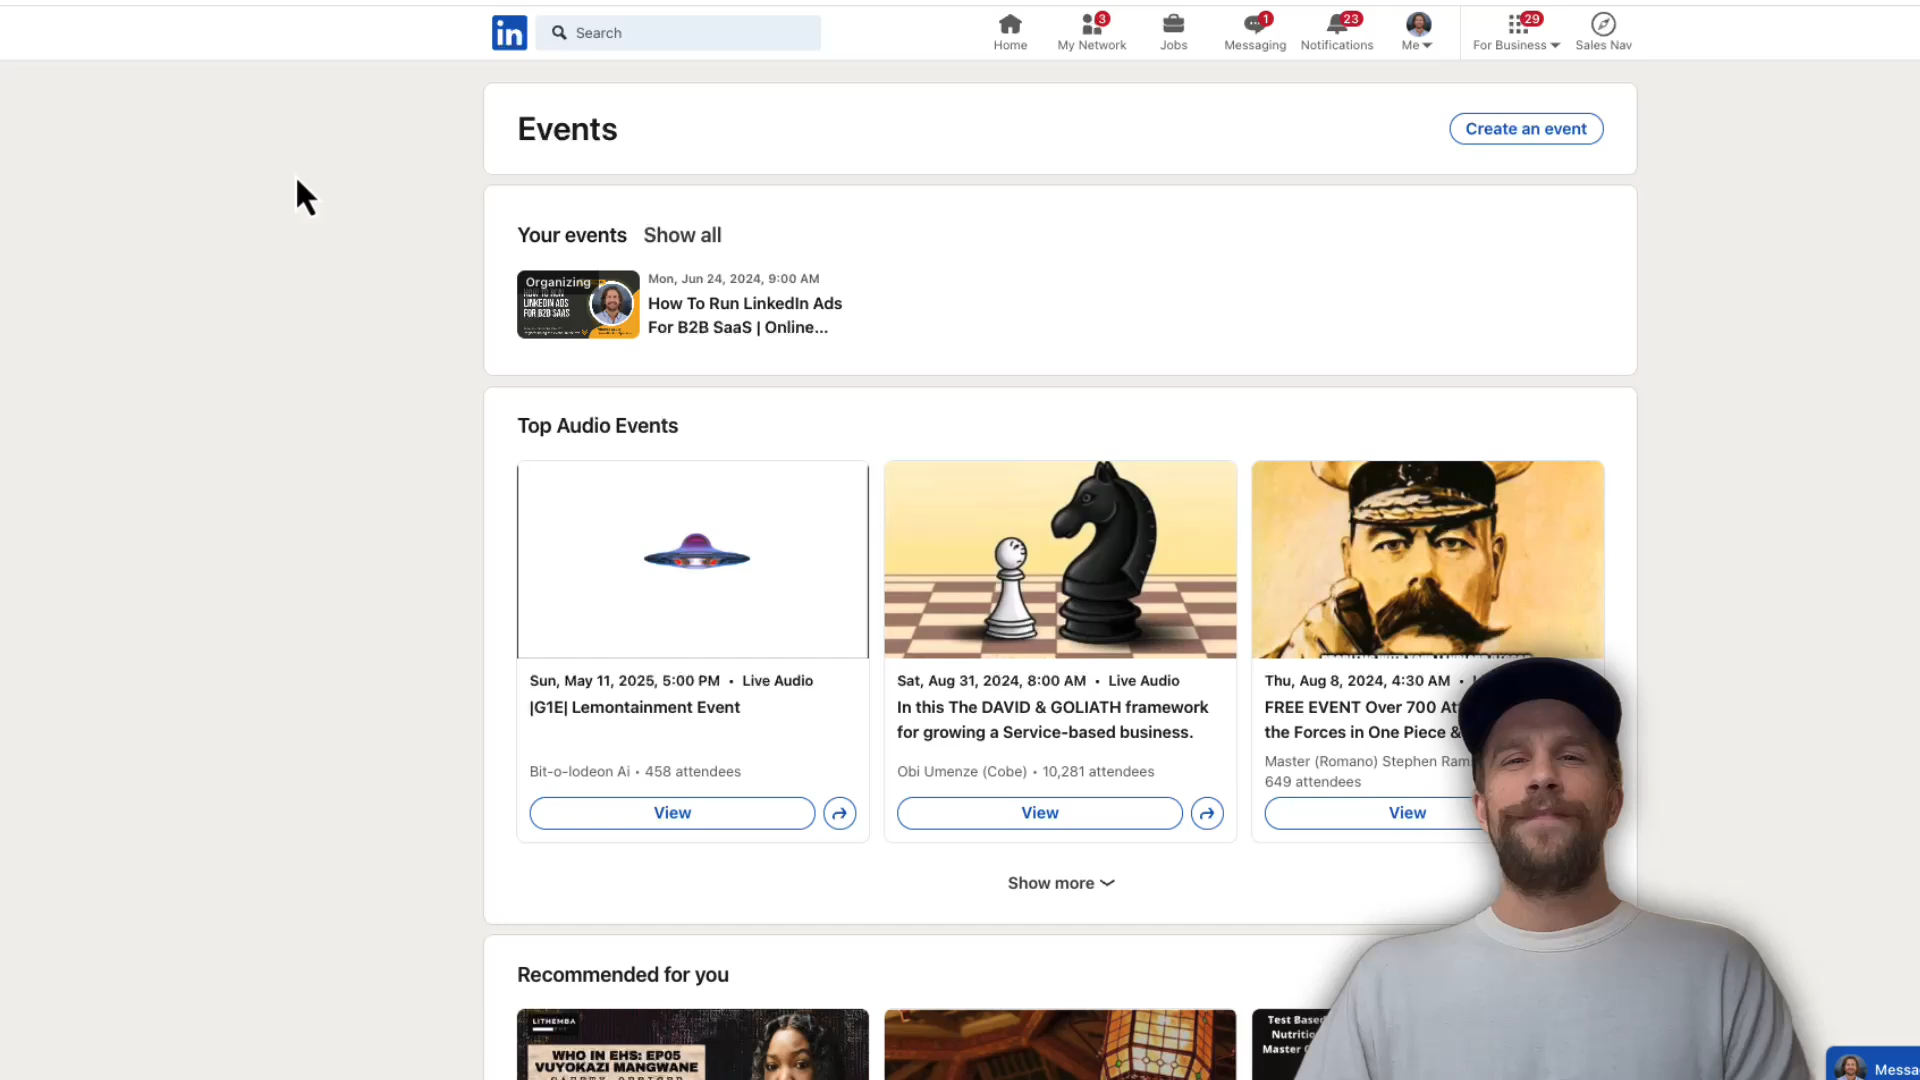 in
Search
3
1
23
29
Home
My Network
Jobs
Messaging
Notifications
Me
For Business
Sales Nav
Events
Create an event
Your events
Show all
Organizing
LINKEDIN ADS
FOR B2B SAAS
Mon, Jun 24, 2024, 9:00 AM
How To Run LinkedIn Ads
For B2B SaaS | Online...
Top Audio Events
Sun, May 11, 2025, 5:00 PM • Live Audio
|G1E| Lemontainment Event
Bit-o-lodeon Ai • 458 attendees
View
Sat, Aug 31, 2024, 8:00 AM • Live Audio
In this The DAVID & GOLIATH framework
for growing a Service-based business.
Obi Umenze (Cobe) • 10,281 attendees
View
Thu, Aug 8, 2024, 4:30 AM •
FREE EVENT Over 700
the Forces in One Piece &
Master (Romano) Stephen
649 attendees
View
Show more
Recommended for you
LITHEMBA
WHO IN EHS: EP05
VUYOKAZI MANGWANE
Test Based
Master